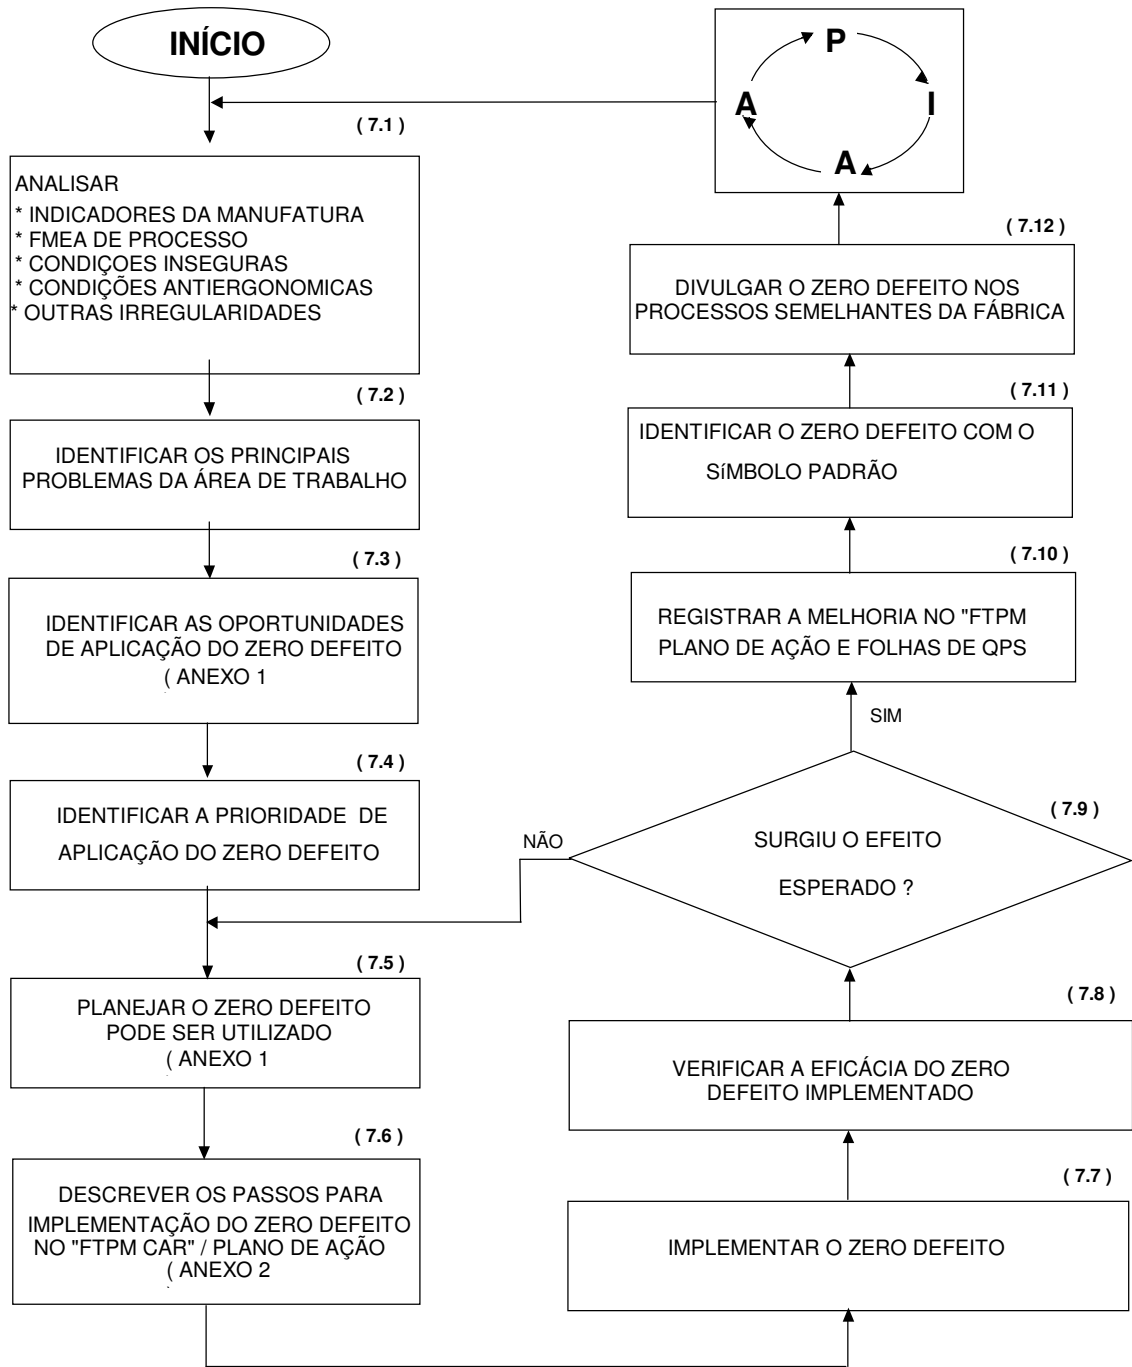 INÍCIO
( 7.1 )
ANALISAR
* INDICADORES DA MANUFATURA
* FMEA DE PROCESSO
* CONDIÇOES INSEGURAS
* CONDIÇÕES ANTIERGONOMICAS
* OUTRAS IRREGULARIDADES
( 7.2 )
IDENTIFICAR OS PRINCIPAIS
PROBLEMAS DA ÁREA DE TRABALHO
( 7.3 )
IDENTIFICAR AS OPORTUNIDADES
DE APLICAÇÃO DO ZERO DEFEITO
( ANEXO 1
( 7.4 )
IDENTIFICAR A PRIORIDADE DE
APLICAÇÃO DO ZERO DEFEITO
( 7.5 )
PLANEJAR O ZERO DEFEITO
PODE SER UTILIZADO
( ANEXO 1
( 7.6 )
DESCREVER OS PASSOS PARA
IMPLEMENTAÇÃO DO ZERO DEFEITO
NO "FTPM CAR" / PLANO DE AÇÃO
( ANEXO 2
( 7.7 )
IMPLEMENTAR O ZERO DEFEITO
( 7.8 )
VERIFICAR A EFICÁCIA DO ZERO
DEFEITO IMPLEMENTADO
( 7.9 )
SURGIU O EFEITO
ESPERADO ?
NÃO
SIM
( 7.10 )
REGISTRAR A MELHORIA NO "FTPM
PLANO DE AÇÃO E FOLHAS DE QPS
( 7.11 )
IDENTIFICAR O ZERO DEFEITO COM O
SíMBOLO PADRÃO
( 7.12 )
DIVULGAR O ZERO DEFEITO NOS
PROCESSOS SEMELHANTES DA FÁBRICA
P
I
A
A